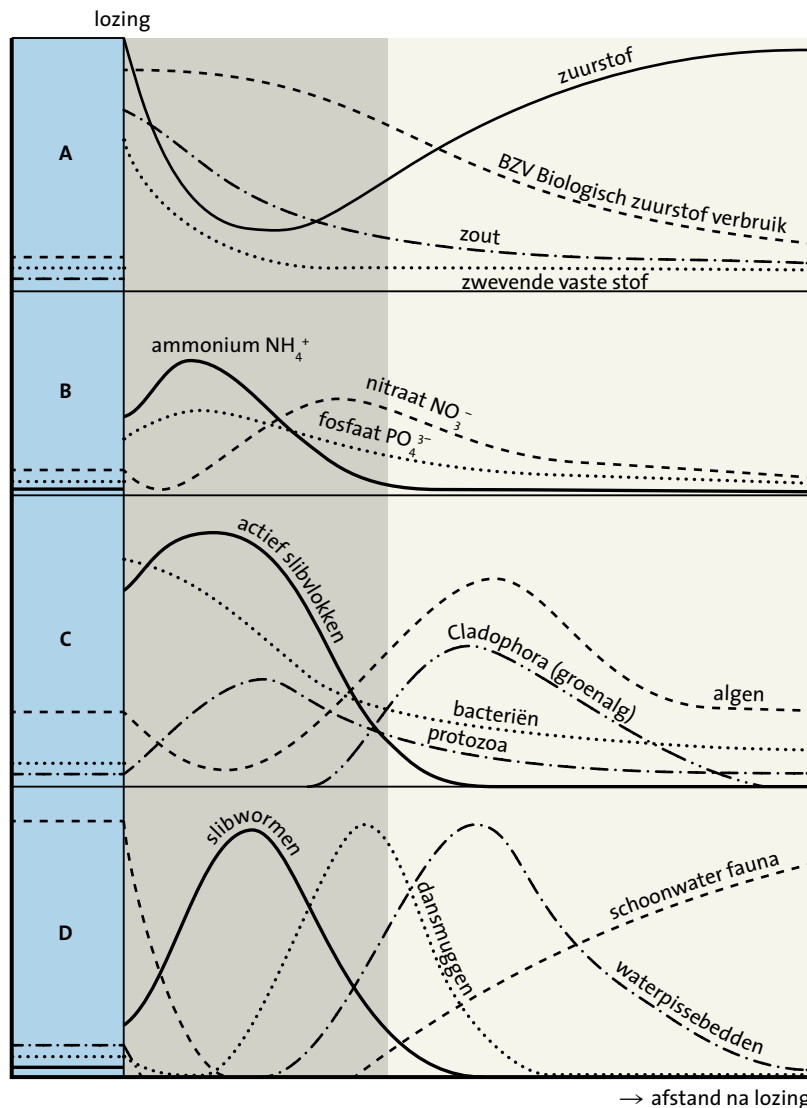 lozing
A
zuurstof
BZV Biologisch zuurstof verbruik
zout
zwevende vaste stof
B
ammonium NH₄⁺
nitraat NO₃⁻
fosfaat PO₄³⁻
C
actief slibvlokken
Cladophora (groenalg)
algen
bacteriën
protozoa
D
slibwormen
dansmuggen
schoonwater fauna
waterpissebedden
→ afstand na lozing